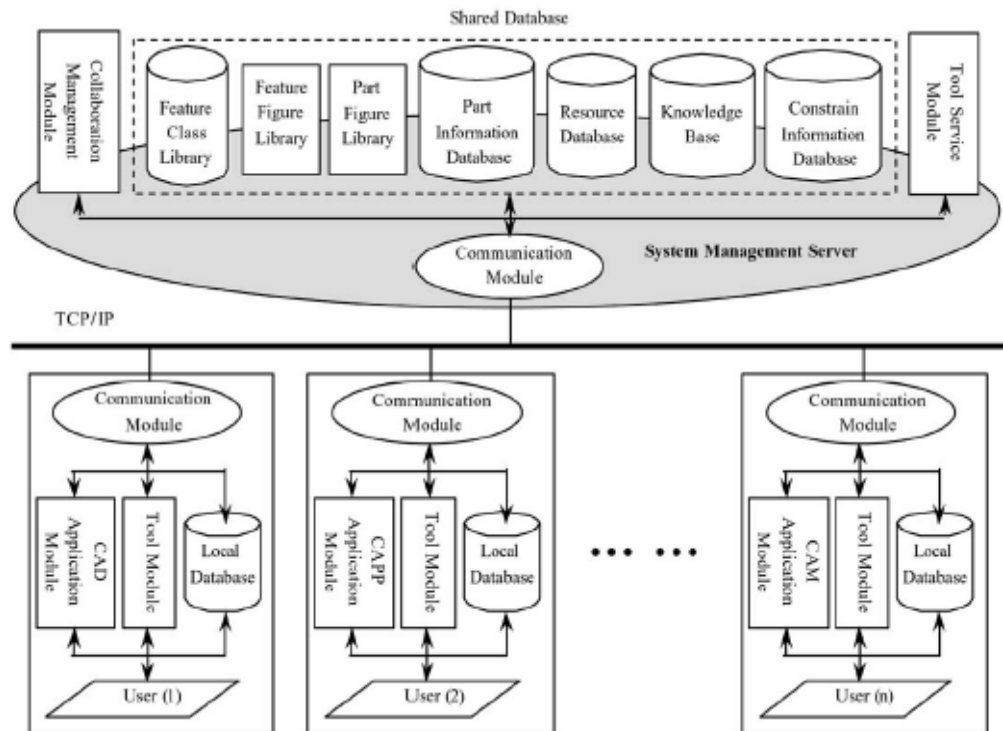 Shared Database
Collaboration
Management
Module
Feature
Class
Library
Feature
Figure
Library
Part
Figure
Library
Part
Information
Database
Resource
Database
Knowledge
Base
Constrain
Information
Database
Tool Service
Module
Communication
Module
System Management Server
TCP/IP
Communication
Module
CAD
Application
Module
Tool Module
Local
Database
User (1)
Communication
Module
CAPP
Application
Module
Tool Module
Local
Database
User (2)
••• •••
Communication
Module
CAM
Application
Module
Tool Module
Local
Database
User (n)